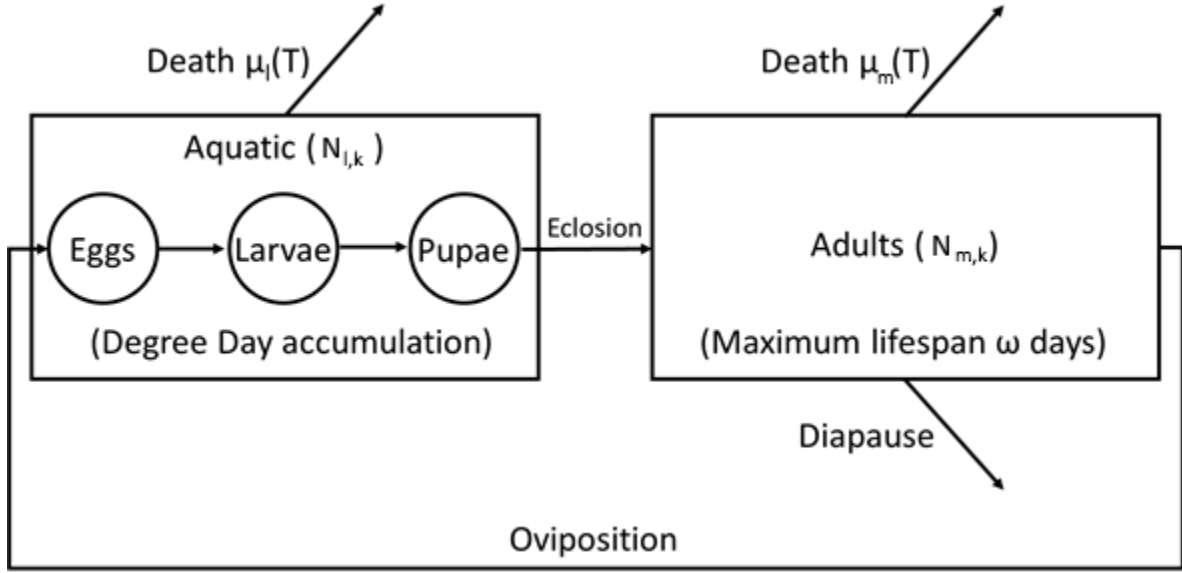 Death μl(T)
Death μm(T)
Aquatic (Nl,k)
Eggs
Larvae
Pupae
Eclosion
Adults (Nm,k)
(Degree Day accumulation)
(Maximum lifespan ω days)
Diapause
Oviposition